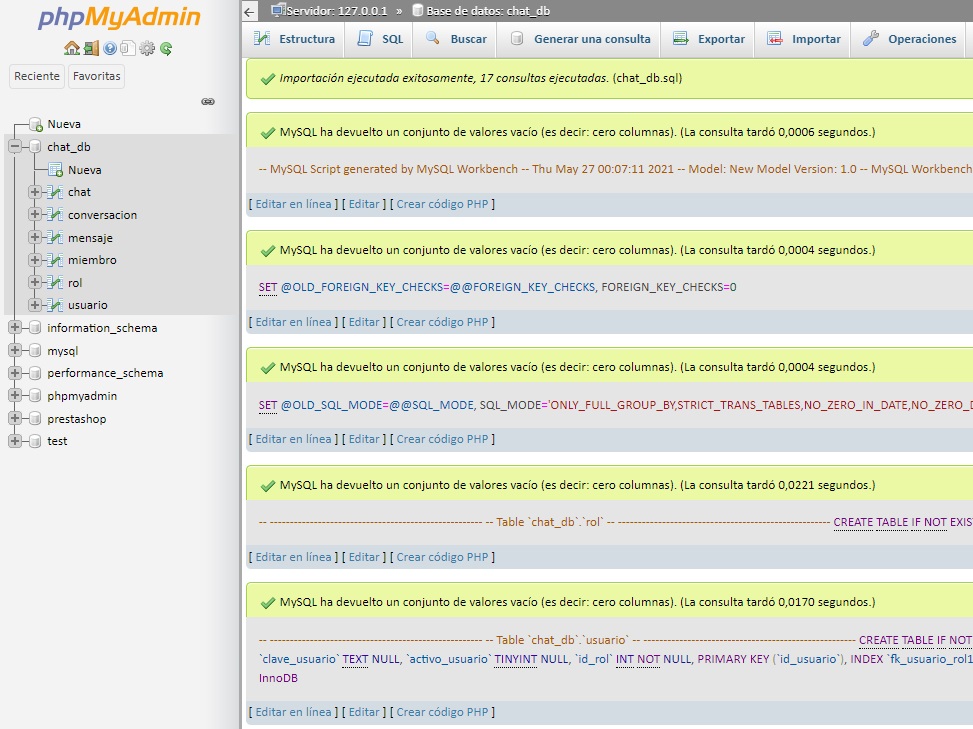 phpMyAdmin
Reciente
Favoritas
Nueva
chat_db
Nueva
chat
conversacion
mensaje
miembro
rol
usuario
information_schema
mysql
performance_schema
phpmyadmin
prestashop
test
Servidor: 127.0.0.1 » Base de datos: chat_db
Estructura SQL Buscar Generar una consulta Exportar Importar Operaciones
Importación ejecutada exitosamente, 17 consultas ejecutadas. (chat_db.sql)
MySQL ha devuelto un conjunto de valores vacío (es decir: cero columnas). (La consulta tardó 0,0006 segundos.)
-- MySQL Script generated by MySQL Workbench -- Thu May 27 00:07:11 2021 -- Model: New Model Version: 1.0 -- MySQL Workbench
[ Editar en línea ] [ Editar ] [ Crear código PHP ]
MySQL ha devuelto un conjunto de valores vacío (es decir: cero columnas). (La consulta tardó 0,0004 segundos.)
SET @OLD_FOREIGN_KEY_CHECKS=@@FOREIGN_KEY_CHECKS, FOREIGN_KEY_CHECKS=0
[ Editar en línea ] [ Editar ] [ Crear código PHP ]
MySQL ha devuelto un conjunto de valores vacío (es decir: cero columnas). (La consulta tardó 0,0004 segundos.)
SET @OLD_SQL_MODE=@@SQL_MODE, SQL_MODE='ONLY_FULL_GROUP_BY,STRICT_TRANS_TABLES,NO_ZERO_IN_DATE,NO_ZERO_D
[ Editar en línea ] [ Editar ] [ Crear código PHP ]
MySQL ha devuelto un conjunto de valores vacío (es decir: cero columnas). (La consulta tardó 0,0221 segundos.)
-- ----------------------------------------------------- -- Table `chat_db`.`rol` -- ----------------------------------------------------- CREATE TABLE IF NOT EXIS
[ Editar en línea ] [ Editar ] [ Crear código PHP ]
MySQL ha devuelto un conjunto de valores vacío (es decir: cero columnas). (La consulta tardó 0,0170 segundos.)
-- ----------------------------------------------------- -- Table `chat_db`.`usuario` -- ----------------------------------------------------- CREATE TABLE IF NOT
`clave_usuario` TEXT NULL, `activo_usuario` TINYINT NULL, `id_rol` INT NOT NULL, PRIMARY KEY (`id_usuario`), INDEX `fk_usuario_rol1
InnoDB
[ Editar en línea ] [ Editar ] [ Crear código PHP ]